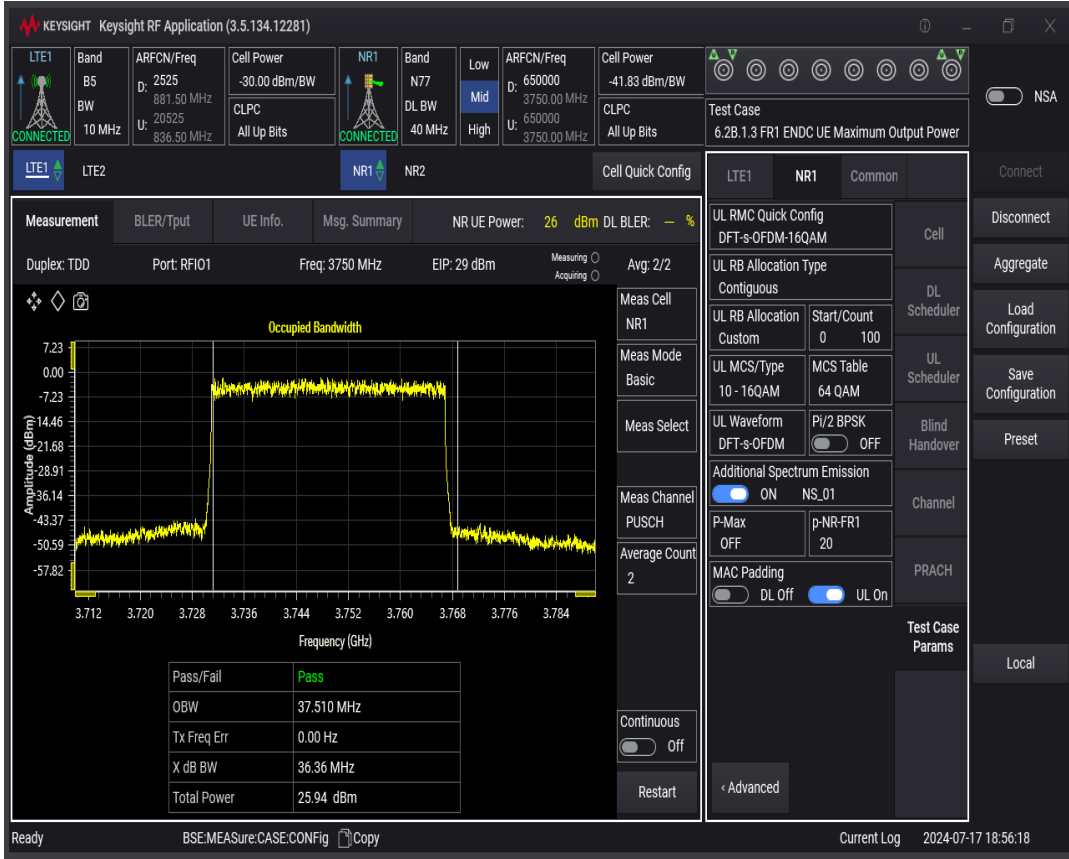 KEYSIGHT Keysight RF Application (3.5.134.12281)
LTE1
CONNECTED
Band
B5
BW
10 MHz
ARFCN/Freq
D: 2525
881.50 MHz
U: 20525
836.50 MHz
Cell Power
-30.00 dBm/BW
CLPC
All Up Bits
NR1
CONNECTED
Band
N77
DL BW
40 MHz
Low
Mid
High
ARFCN/Freq
D: 650000
3750.00 MHz
U: 650000
3750.00 MHz
Cell Power
-41.83 dBm/BW
CLPC
All Up Bits
Test Case
6.2B.1.3 FR1 ENDC UE Maximum Output Power
NSA
LTE1 LTE2 NR1 NR2 Cell Quick Config
Measurement BLER/Tput UE Info. Msg. Summary NR UE Power: 26 dBm DL BLER: — %
Duplex: TDD Port: RFIO1 Freq: 3750 MHz EIP: 29 dBm Measuring Acquiring Avg: 2/2
Occupied Bandwidth
Amplitude (dBm)
7.23
0.00
-7.23
-14.46
-21.68
-28.91
-36.14
-43.37
-50.59
-57.82
3.712 3.720 3.728 3.736 3.744 3.752 3.760 3.768 3.776 3.784
Frequency (GHz)
Pass/Fail Pass
OBW 37.510 MHz
Tx Freq Err 0.00 Hz
X dB BW 36.36 MHz
Total Power 25.94 dBm
Meas Cell
NR1
Meas Mode
Basic
Meas Select
Meas Channel
PUSCH
Average Count
2
Continuous
Off
Restart
LTE1 NR1 Common
UL RMC Quick Config
DFT-s-OFDM-16QAM
UL RB Allocation Type
Contiguous
UL RB Allocation
Custom
Start/Count
0 100
UL MCS/Type
10 - 16QAM
MCS Table
64 QAM
UL Waveform
DFT-s-OFDM
Pi/2 BPSK
OFF
Additional Spectrum Emission
ON NS_01
P-Max
OFF
p-NR-FR1
20
MAC Padding
DL Off UL On
‹ Advanced
Cell
DL
Scheduler
UL
Scheduler
Blind
Handover
Channel
PRACH
Test Case
Params
Connect
Disconnect
Aggregate
Load
Configuration
Save
Configuration
Preset
Local
Ready BSE:MEASure:CASE:CONFig Copy Current Log 2024-07-17 18:56:18